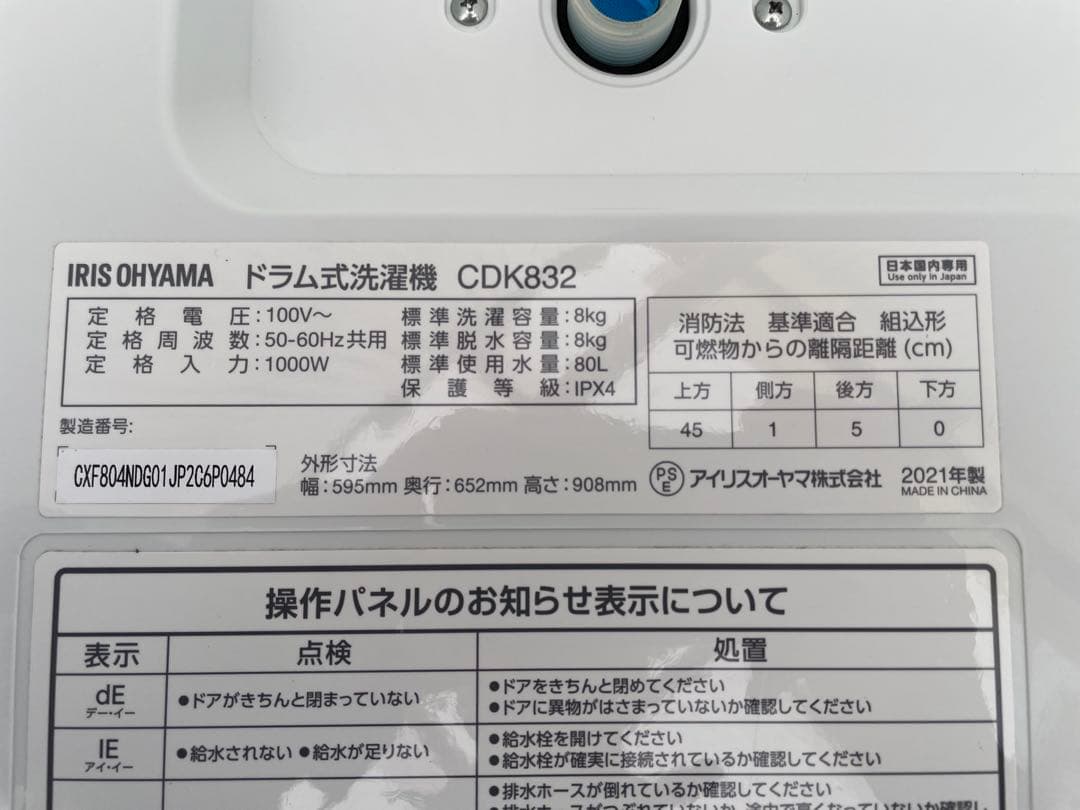 IRIS OHYAMA ドラム式洗濯機 CDK832
日本国内専用
Use only in Japan
定格電圧:100V～ 標準洗濯容量:8kg
定格周波数:50-60Hz共用 標準脱水容量:8kg
定格入力:1000W 標準使用水量:80L
保護等級:IPX4
消防法 基準適合 組込形
可燃物からの離隔距離(cm)
上方 側方 後方 下方
45 1 5 0
製造番号:
CXF804NDG01JP2C6P0484
外形寸法
幅:595mm 奥行:652mm 高さ:908mm
PSE アイリスオーヤマ株式会社
2021年製
MADE IN CHINA
操作パネルのお知らせ表示について
表示 点検 処置
dE
デー・イー
●ドアがきちんと閉まっていない
●ドアをきちんと閉めてください
●ドアに異物がはさまっていないか確認してください
IE
アイ・イー
●給水されない ●給水が足りない
●給水栓を開けてください
●給水栓が確実に接続されているか確認してください
●排水ホースが倒れているか確認してください